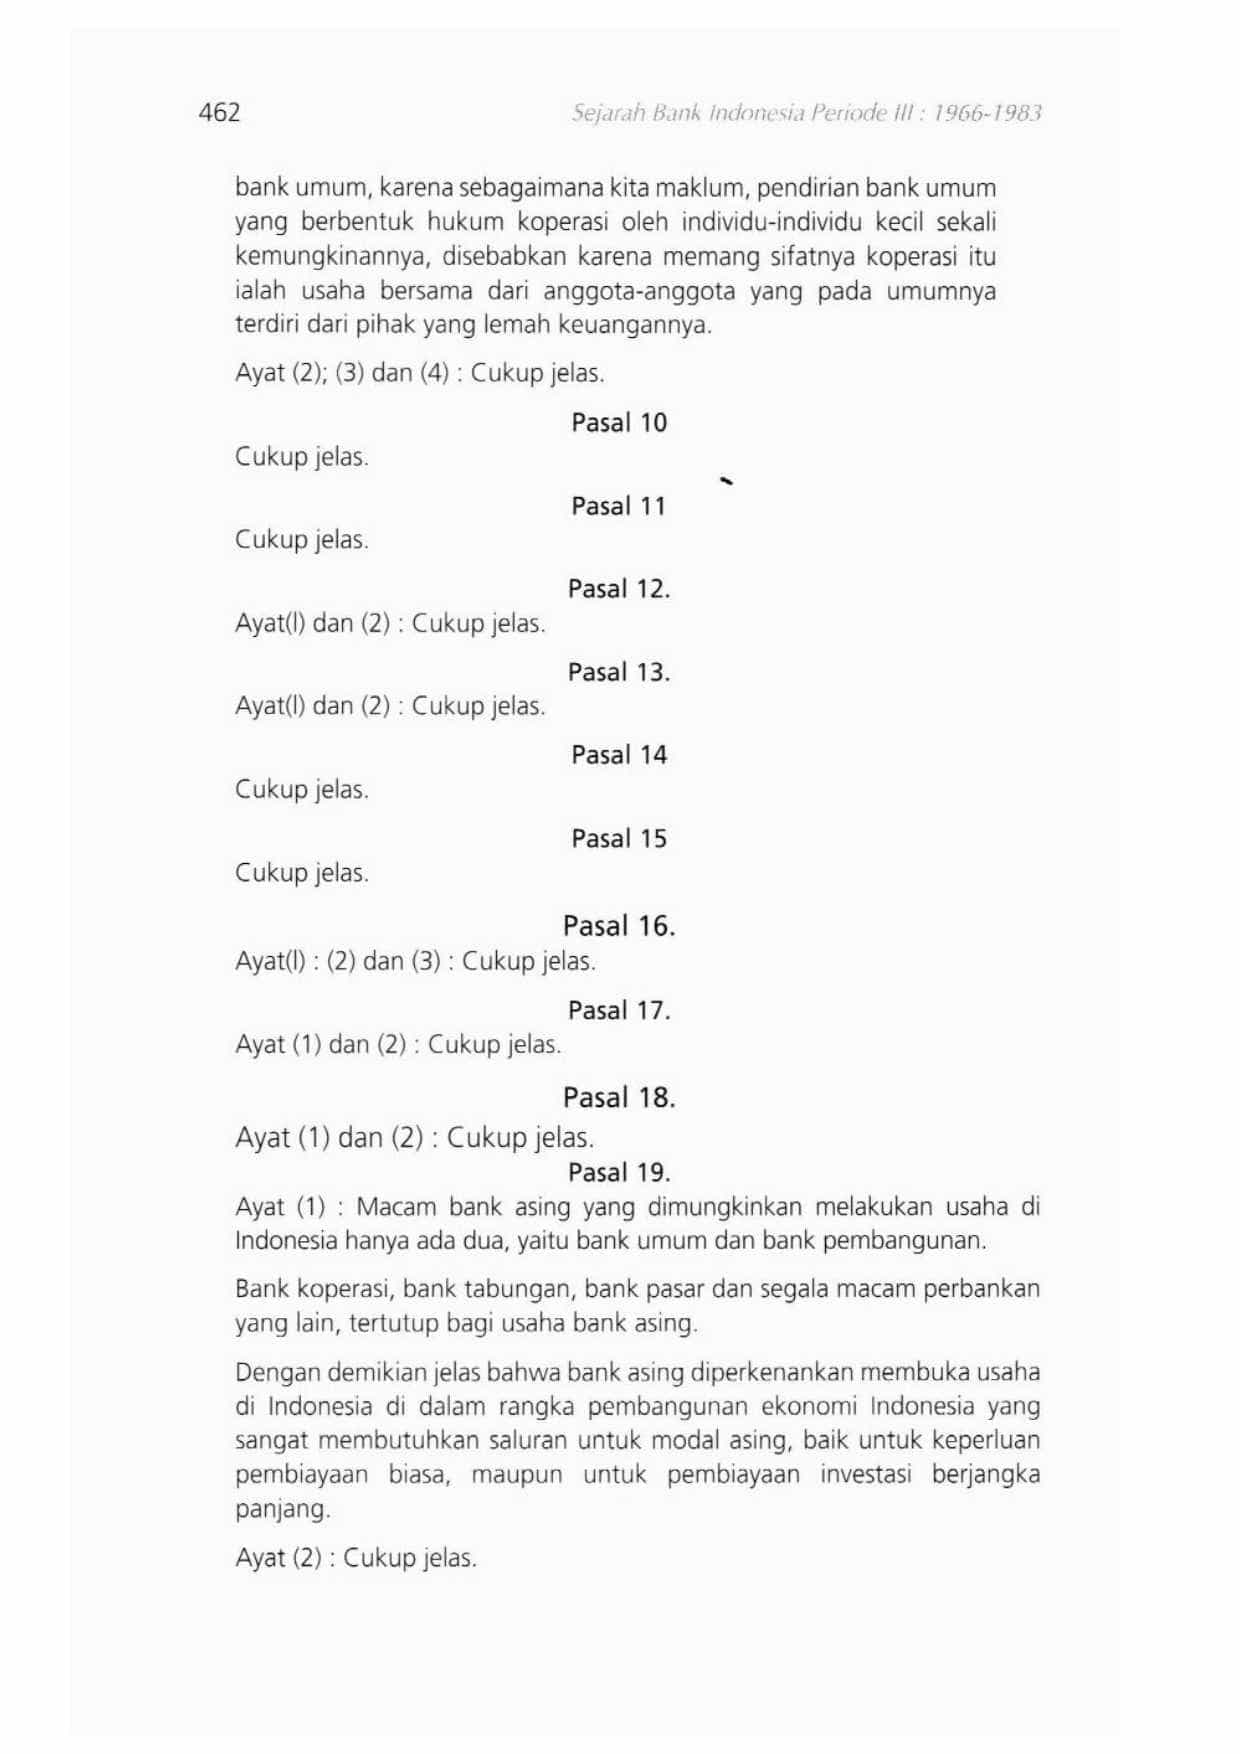 462
Sejarah Bank Indonesia Periode III : 1966-1983
bank umum, karena sebagaimana kita maklum, pendirian bank umum
yang berbentuk hukum koperasi oleh individu-individu kecil sekali
kemungkinannya, disebabkan karena memang sifatnya koperasi itu
ialah usaha bersama dari anggota-anggota yang pada umumnya
terdiri dari pihak yang lemah keuangannya.
Ayat (2); (3) dan (4) : Cukup jelas.
Pasal 10
Cukup jelas.
Pasal 11
Cukup jelas.
Pasal 12.
Ayat(l) dan (2) : Cukup jelas.
Pasal 13.
Ayat(l) dan (2) : Cukup jelas.
Pasal 14
Cukup jelas.
Pasal 15
Cukup jelas.
Pasal 16.
Ayat(l) : (2) dan (3) : Cukup jelas.
Pasal 17.
Ayat (1) dan (2) : Cukup jelas.
Pasal 18.
Ayat (1) dan (2) : Cukup jelas.
Pasal 19.
Ayat (1) : Macam bank asing yang dimungkinkan melakukan usaha di
Indonesia hanya ada dua, yaitu bank umum dan bank pembangunan.
Bank koperasi, bank tabungan, bank pasar dan segala macam perbankan
yang lain, tertutup bagi usaha bank asing.
Dengan demikian jelas bahwa bank asing diperkenankan membuka usaha
di Indonesia di dalam rangka pembangunan ekonomi Indonesia yang
sangat membutuhkan saluran untuk modal asing, baik untuk keperluan
pembiayaan biasa, maupun untuk pembiayaan investasi berjangka
panjang.
Ayat (2) : Cukup jelas.